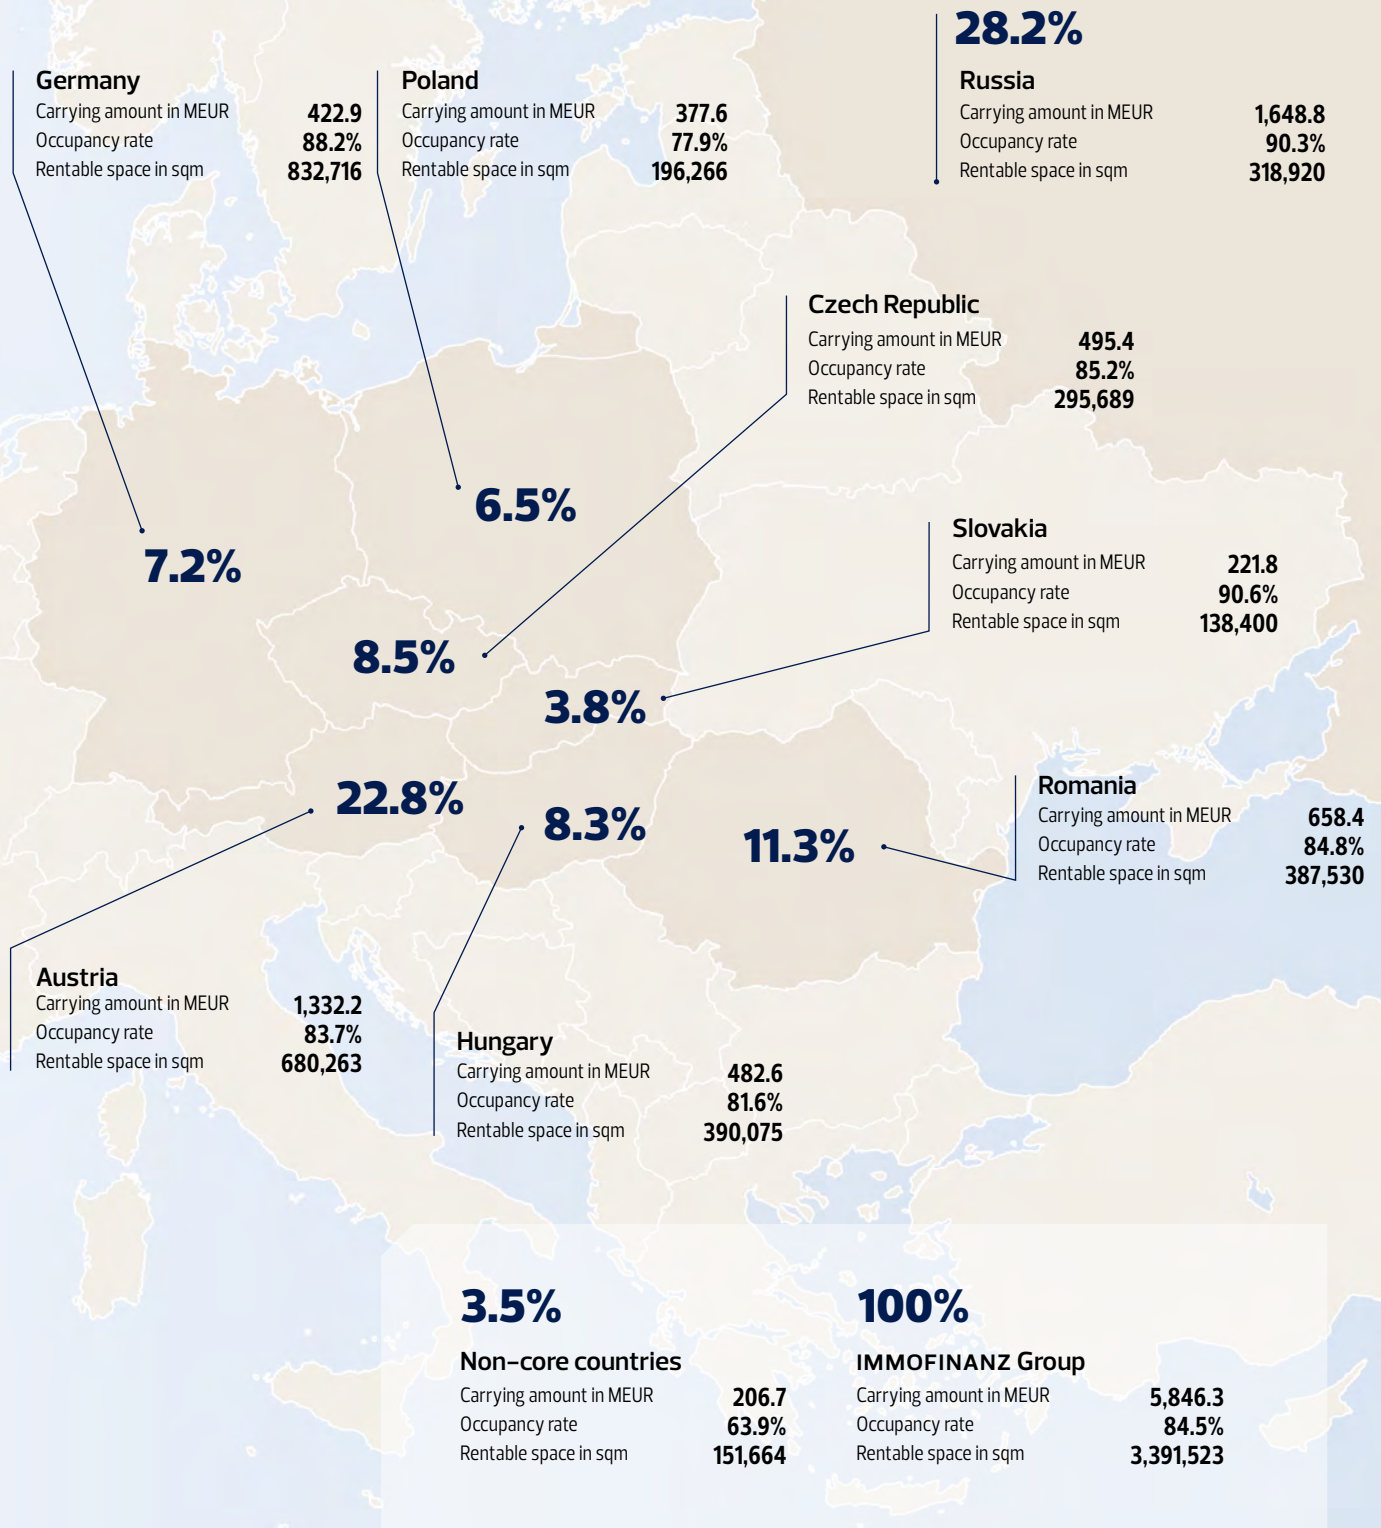 28.2%
Germany
Carrying amount in MEUR 422.9
Occupancy rate 88.2%
Rentable space in sqm 832,716
Poland
Carrying amount in MEUR 377.6
Occupancy rate 77.9%
Rentable space in sqm 196,266
Russia
Carrying amount in MEUR 1,648.8
Occupancy rate 90.3%
Rentable space in sqm 318,920
Czech Republic
Carrying amount in MEUR 495.4
Occupancy rate 85.2%
Rentable space in sqm 295,689
6.5%
7.2%
Slovakia
Carrying amount in MEUR 221.8
Occupancy rate 90.6%
Rentable space in sqm 138,400
8.5%
3.8%
22.8%
8.3%
11.3%
Romania
Carrying amount in MEUR 658.4
Occupancy rate 84.8%
Rentable space in sqm 387,530
Austria
Carrying amount in MEUR 1,332.2
Occupancy rate 83.7%
Rentable space in sqm 680,263
Hungary
Carrying amount in MEUR 482.6
Occupancy rate 81.6%
Rentable space in sqm 390,075
3.5%
Non-core countries
Carrying amount in MEUR 206.7
Occupancy rate 63.9%
Rentable space in sqm 151,664
100%
IMMOFINANZ Group
Carrying amount in MEUR 5,846.3
Occupancy rate 84.5%
Rentable space in sqm 3,391,523